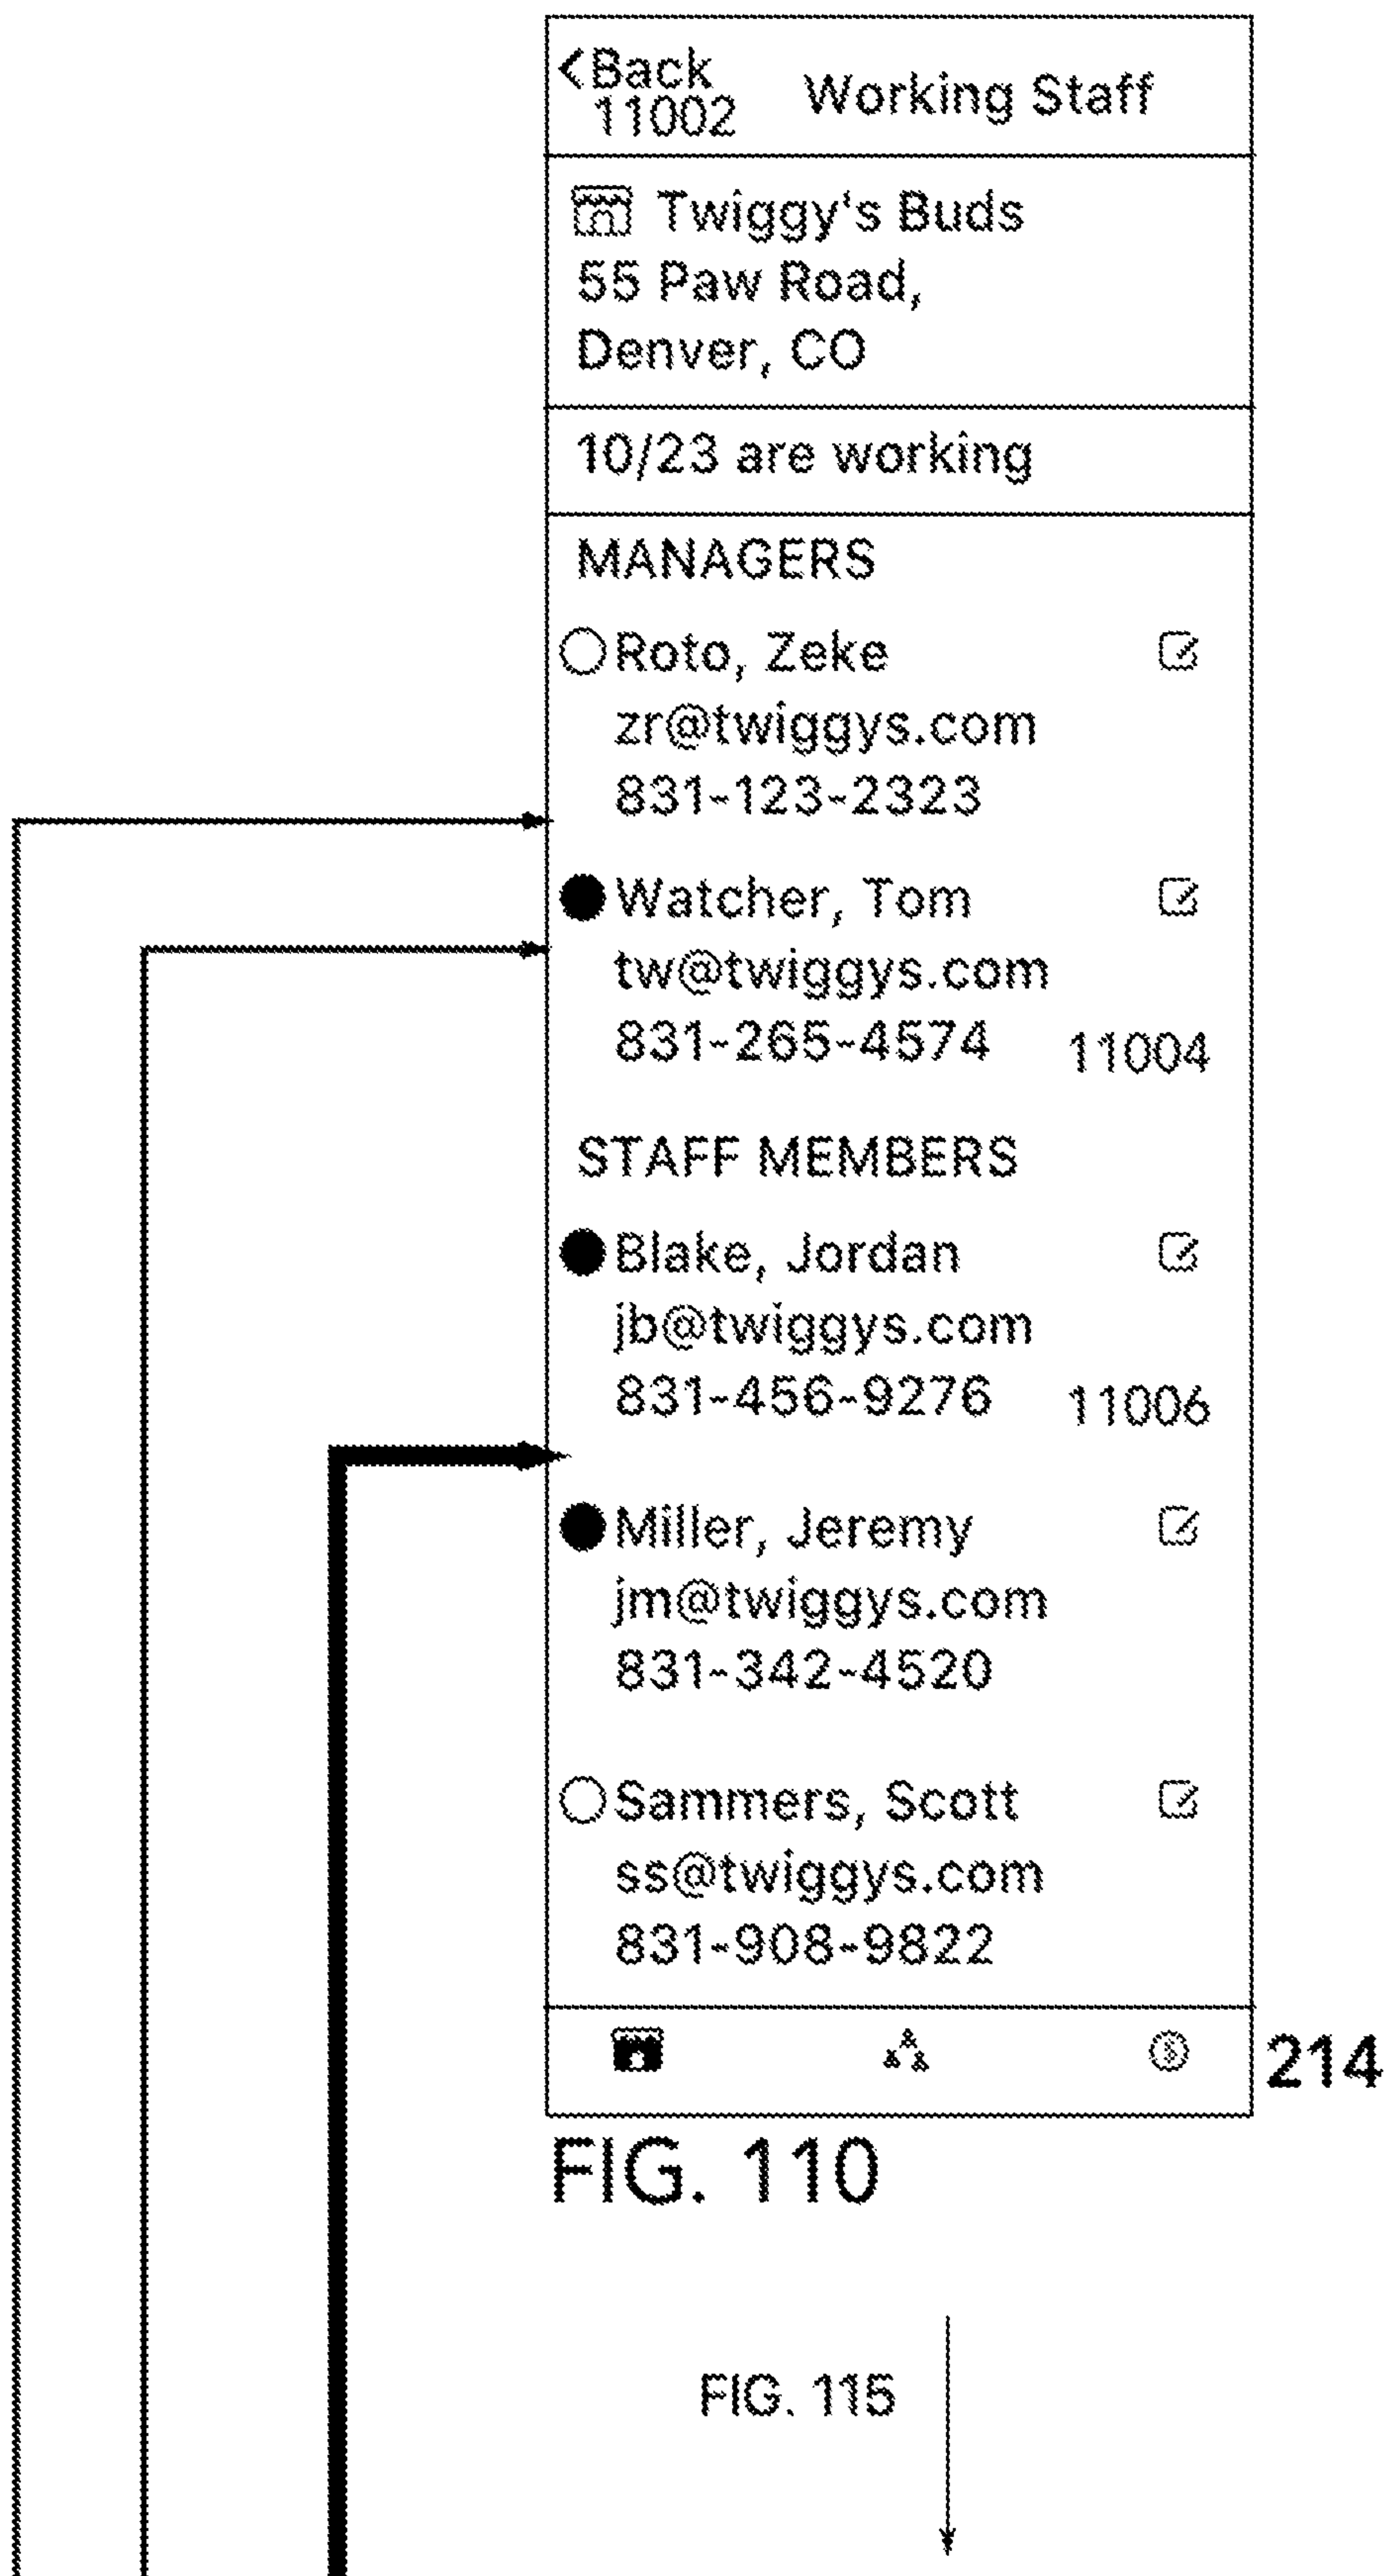 <Back
11002
Working Staff
Twiggy's Buds
55 Paw Road,
Denver, CO
10/23 are working
MANAGERS
Roto, Zeke
zr@twiggys.com
831-123-2323
Watcher, Tom
tw@twiggys.com
831-265-4574 11004
STAFF MEMBERS
Blake, Jordan
jb@twiggys.com
831-456-9276 11006
Miller, Jeremy
jm@twiggys.com
831-342-4520
Sammers, Scott
ss@twiggys.com
831-908-9822
214
FIG. 110
FIG. 115